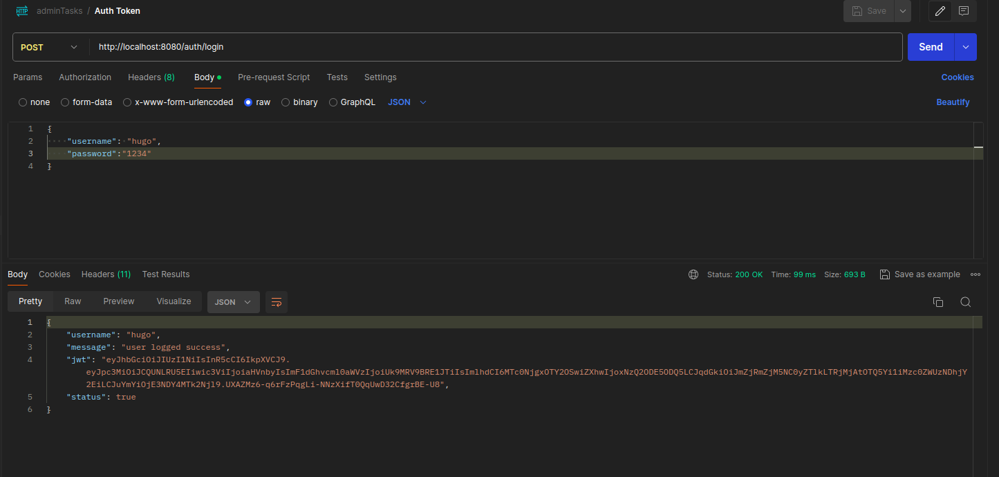 HTTP adminTasks / Auth Token Save
POST http://localhost:8080/auth/login Send
Params Authorization Headers (8) Body Pre-request Script Tests Settings Cookies
none form-data x-www-form-urlencoded raw binary GraphQL JSON Beautify
1 {
2 "username": "hugo",
3 "password":"1234"
4 }
Body Cookies Headers (11) Test Results Status: 200 OK Time: 99 ms Size: 693 B Save as example
Pretty Raw Preview Visualize JSON
1 {
2 "username": "hugo",
3 "message": "user logged success",
4 "jwt": "eyJhbGciOiJIUzI1NiIsInR5cCI6IkpXVCJ9.
eyJpc3MiOiJCQUNLRU5EIiwic3ViIjoiaHVnbyIsImF1dGhvcml0aWVzIjoiUk9MRV9BRE1JTiIsImlhdCI6MTc0NjgxOTY2OSwiZXhwIjoxNzQ2ODE5ODQ5LCJqdGkiOiJmZjRmZjM5NC0yZTlkLTRjMjAtOTQ5Yi1iMzc0ZWUzNDhjY
2EiLCJuYmYiOjE3NDY4MTk2Njl9.UXAZMz6-q6rFzPqgLi-NNzXifT0QqUwD32CfgrBE-U8",
5 "status": true
6 }